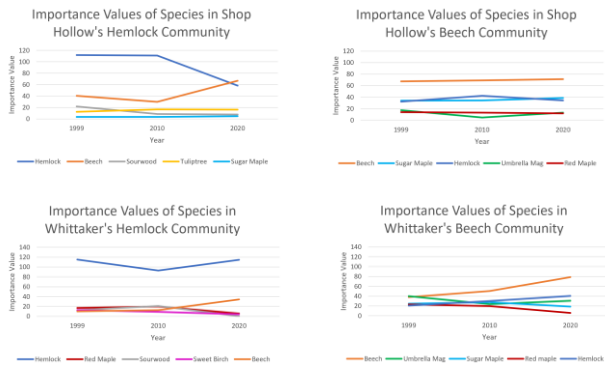 Importance Values of Species in Shop
Hollow's Hemlock Community
Importance Value
120
100
80
60
40
20
0
1999
2010
2020
Year
Hemlock
Beech
Sourwood
Tuliptree
Sugar Maple
Importance Values of Species in Shop
Hollow's Beech Community
Importance Value
120
100
80
60
40
20
0
1999
2010
2020
Year
Beech
Sugar Maple
Hemlock
Umbrella Mag
Red Maple
Importance Values of Species in
Whittaker's Hemlock Community
Importance Value
140
120
100
80
60
40
20
0
1999
2010
2020
Year
Hemlock
Red Maple
Sourwood
Sweet Birch
Beech
Importance Values of Species in
Whittaker's Beech Community
Importance Value
140
120
100
80
60
40
20
0
1999
2010
2020
Year
Beech
Umbrella Mag
Sugar Maple
Red maple
Hemlock